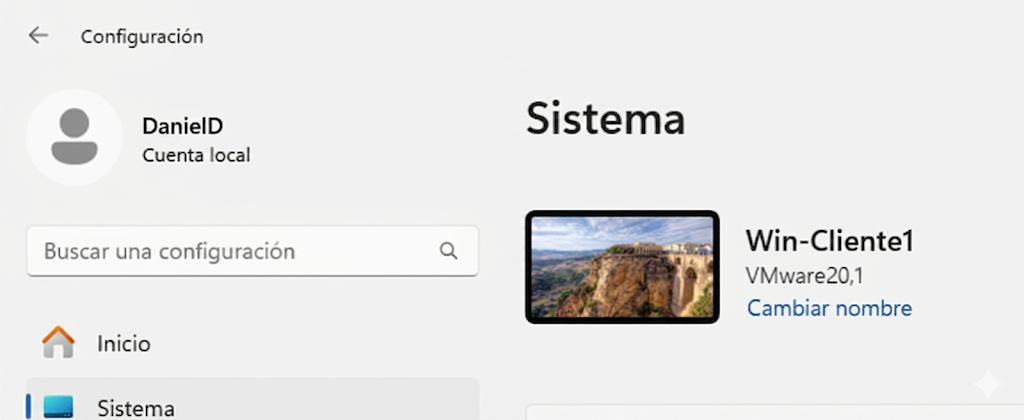 Configuración
DanielD
Cuenta local
Buscar una configuración
Inicio
Sistema
Sistema
Win-Cliente1
VMware20,1
Cambiar nombre